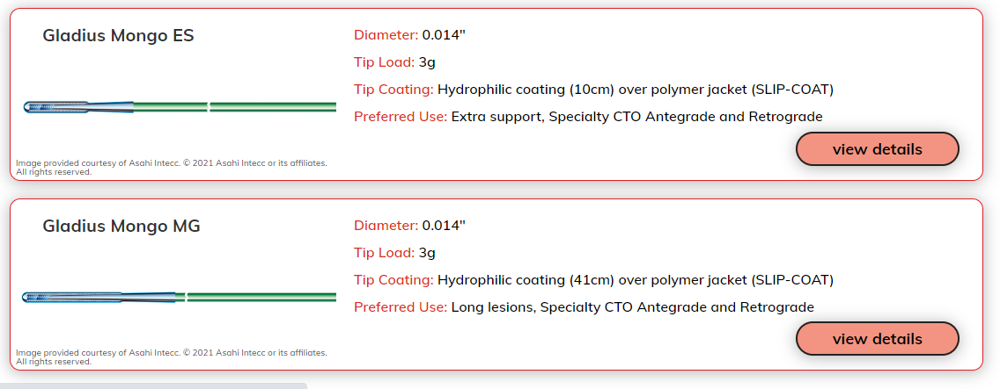 Gladius Mongo ES
Diameter: 0.014"
Tip Load: 3g
Tip Coating: Hydrophilic coating (10cm) over polymer jacket (SLIP-COAT)
Preferred Use: Extra support, Specialty CTO Antegrade and Retrograde
view details
Image provided courtesy of Asahi Intecc. © 2021 Asahi Intecc or its affiliates.
All rights reserved.
Gladius Mongo MG
Diameter: 0.014"
Tip Load: 3g
Tip Coating: Hydrophilic coating (41cm) over polymer jacket (SLIP-COAT)
Preferred Use: Long lesions, Specialty CTO Antegrade and Retrograde
view details
Image provided courtesy of Asahi Intecc. © 2021 Asahi Intecc or its affiliates.
All rights reserved.